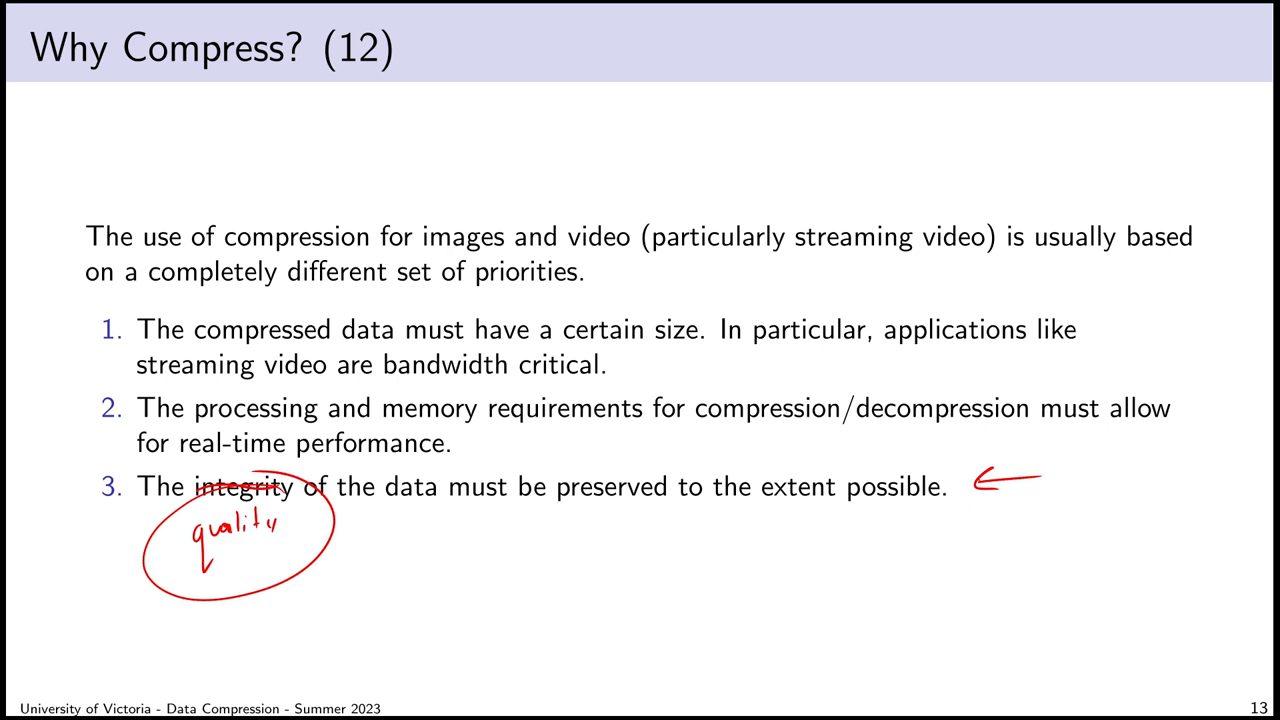 Why Compress? (12)
The use of compression for images and video (particularly streaming video) is usually based
on a completely different set of priorities.
1. The compressed data must have a certain size. In particular, applications like
streaming video are bandwidth critical.
2. The processing and memory requirements for compression/decompression must allow
for real-time performance.
3. The integrity of the data must be preserved to the extent possible.
quality
University of Victoria - Data Compression - Summer 2023
13